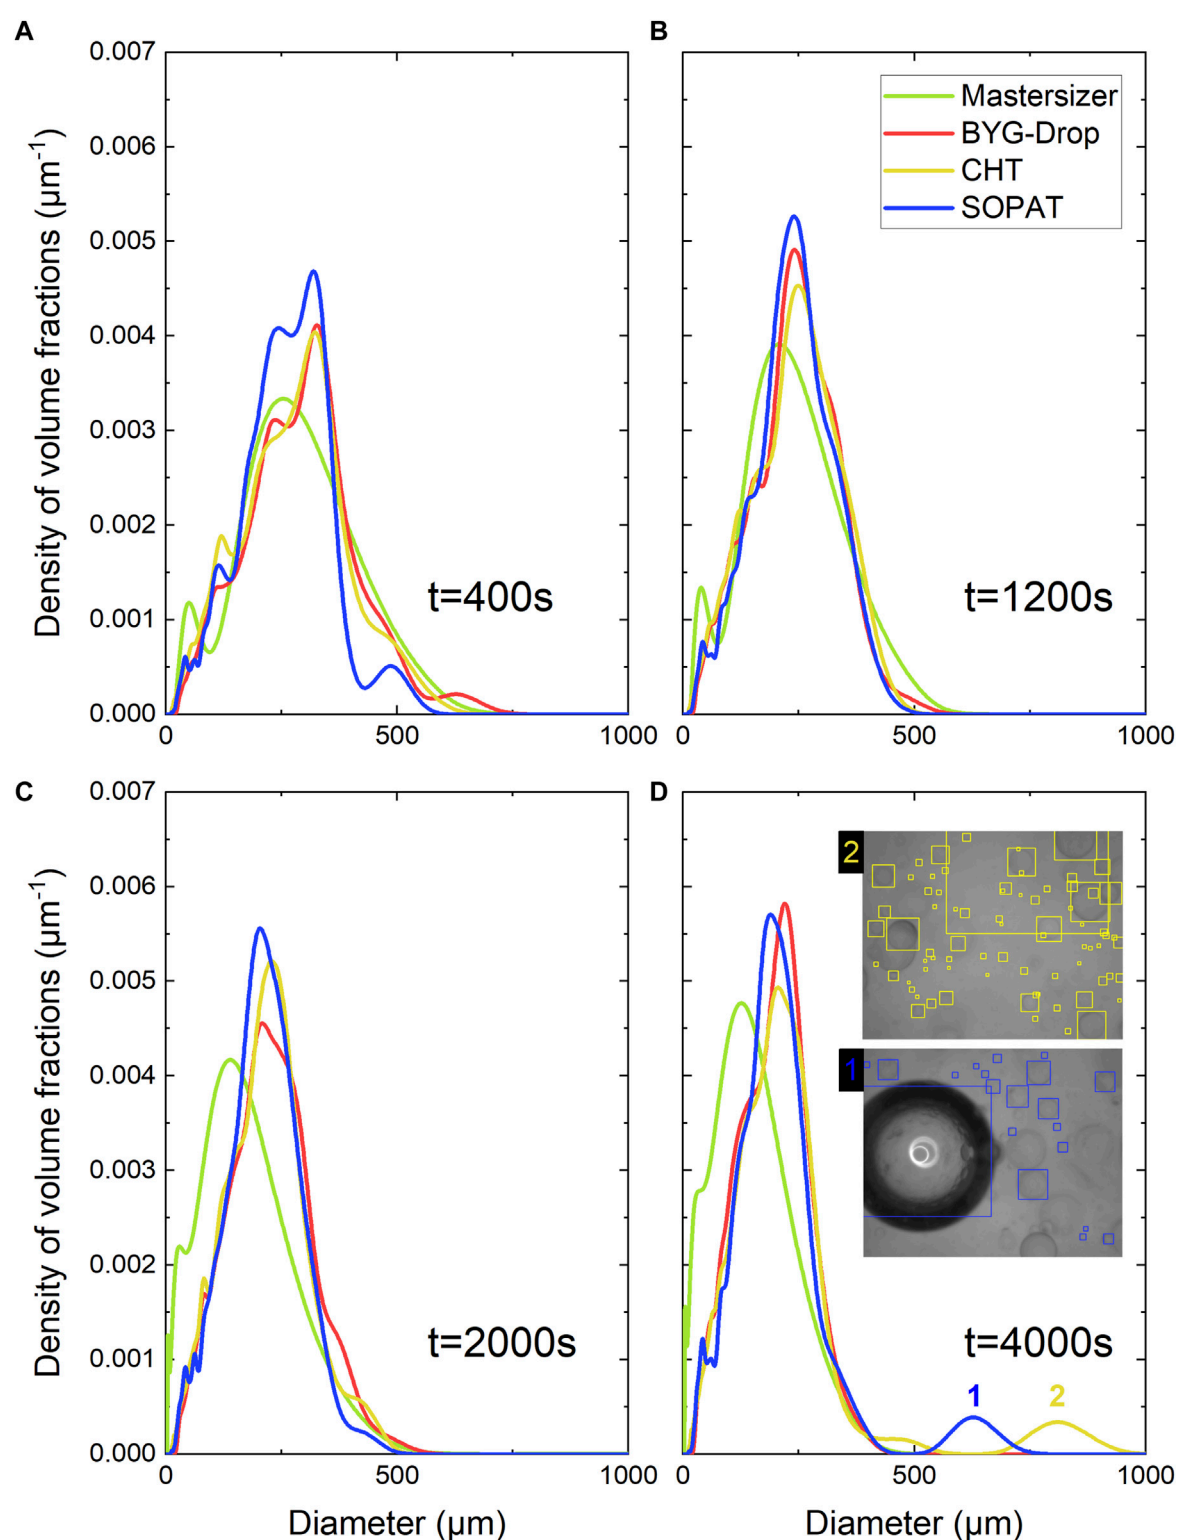 A
B
0.007
0.006
0.005
0.004
0.003
0.002
0.001
0.000
Density of volume fractions (µm⁻¹)
t=400s
0
500
1000
Mastersizer
BYG-Drop
CHT
SOPAT
t=1200s
0
500
1000
C
D
0.007
0.006
0.005
0.004
0.003
0.002
0.001
0.000
Density of volume fractions (µm⁻¹)
t=2000s
0
500
1000
Diameter (µm)
2
1
t=4000s
1
2
0
500
1000
Diameter (µm)